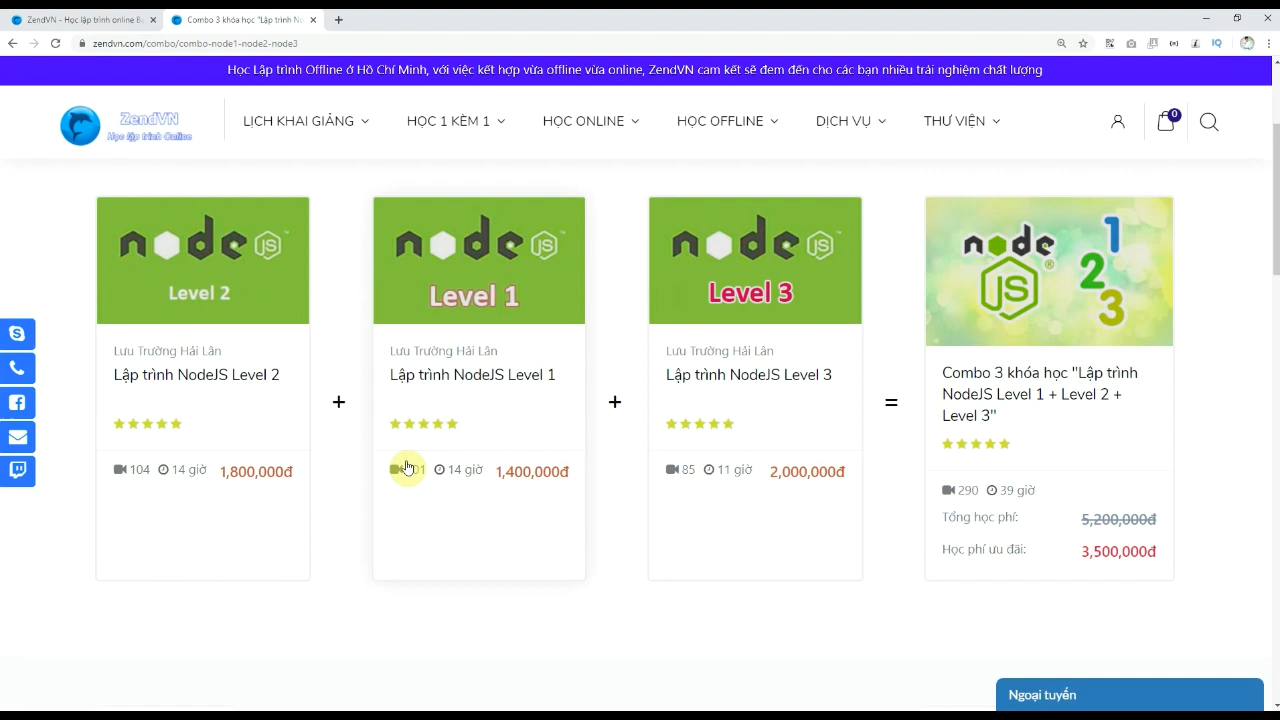 ZendVN - Học lập trình online Ba
Combo 3 khóa học "Lập trình No
zendvn.com/combo/combo-node1-node2-node3
Học Lập trình Offline ở Hồ Chí Minh, với việc kết hợp vừa offline vừa online, ZendVN cam kết sẽ đem đến cho các bạn nhiều trải nghiệm chất lượng
ZendVN
Học lập trình Online
LỊCH KHAI GIẢNG
HỌC 1 KÈM 1
HỌC ONLINE
HỌC OFFLINE
DỊCH VỤ
THƯ VIỆN
0
node JS
Level 2
Lưu Trường Hải Lân
Lập trình NodeJS Level 2
104
14 giờ
1,800,000đ
+
node JS
Level 1
Lưu Trường Hải Lân
Lập trình NodeJS Level 1
01
14 giờ
1,400,000đ
+
node JS
Level 3
Lưu Trường Hải Lân
Lập trình NodeJS Level 3
85
11 giờ
2,000,000đ
=
node JS
1
2
3
Combo 3 khóa học "Lập trình
NodeJS Level 1 + Level 2 +
Level 3"
290
39 giờ
Tổng học phí:
5,200,000đ
Học phí ưu đãi:
3,500,000đ
Ngoại tuyến